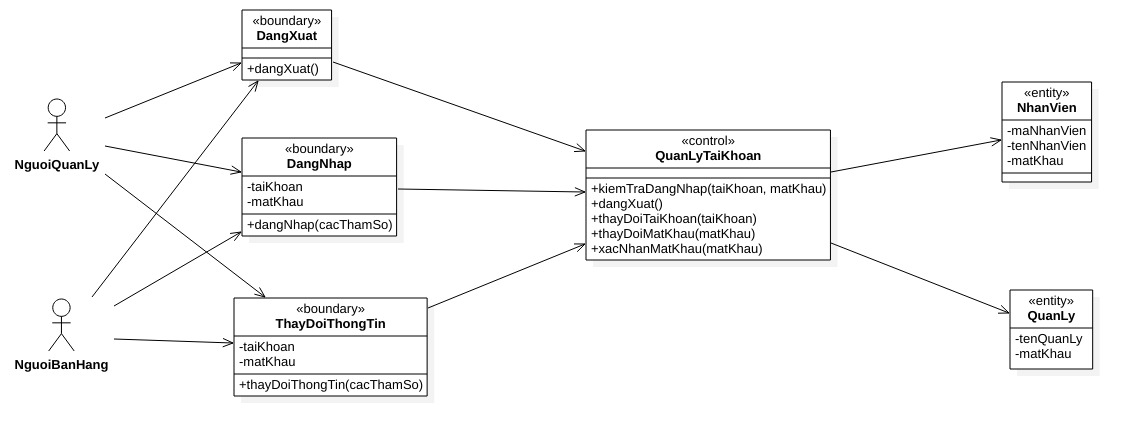 «boundary»
DangXuat
+dangXuat()
NguoiQuanLy
«boundary»
DangNhap
-taiKhoan
-matKhau
+dangNhap(cacThamSo)
NguoiBanHang
«boundary»
ThayDoiThongTin
-taiKhoan
-matKhau
+thayDoiThongTin(cacThamSo)
«control»
QuanLyTaiKhoan
+kiemTraDangNhap(taiKhoan, matKhau)
+dangXuat()
+thayDoiTaiKhoan(taiKhoan)
+thayDoiMatKhau(matKhau)
+xacNhanMatKhau(matKhau)
«entity»
NhanVien
-maNhanVien
-tenNhanVien
-matKhau
«entity»
QuanLy
-tenQuanLy
-matKhau